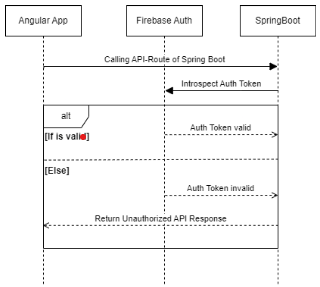 Angular App
Firebase Auth
SpringBoot
Calling API-Route of Spring Boot
Introspect Auth Token
alt
[If is valid]
Auth Token valid
[Else]
Auth Token invalid
Return Unauthorized API Response